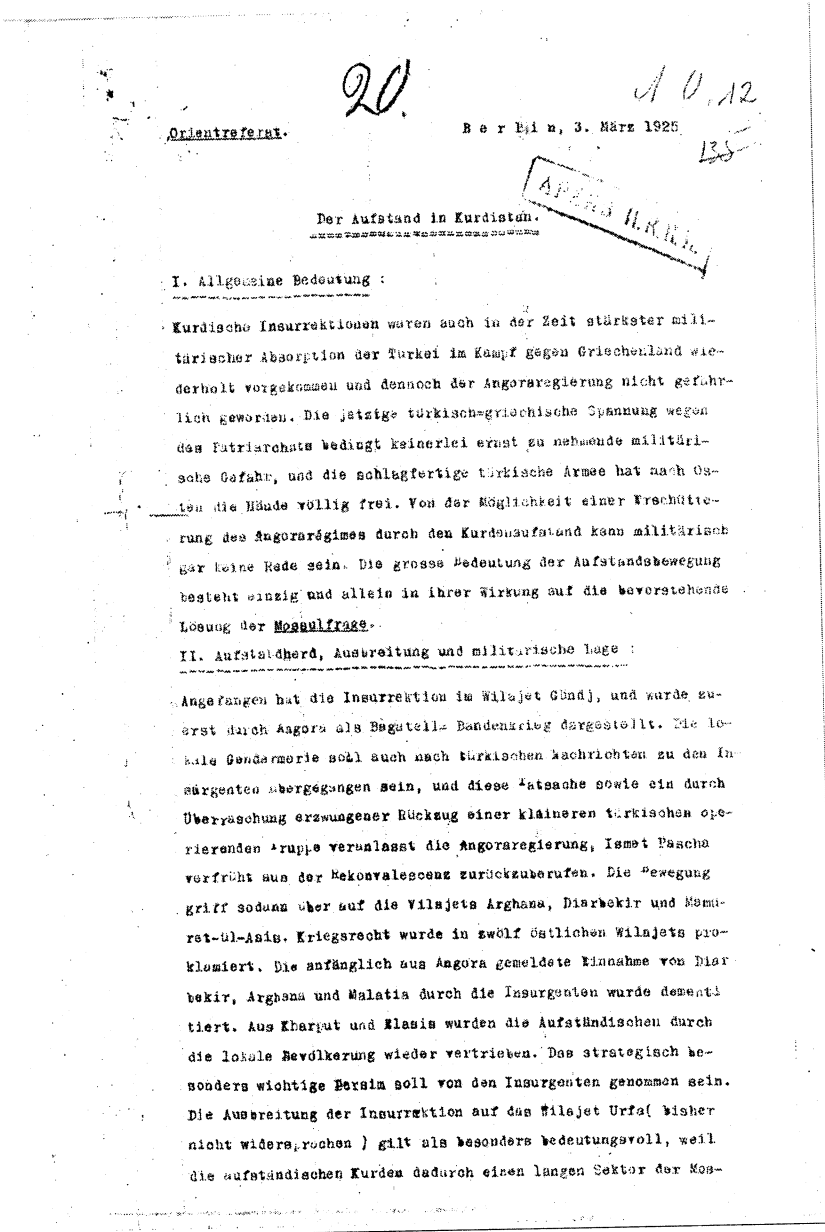 20.
10.12
Orientreferat.
B e r l i n, 3. März 1925
135
АРХИВ И.К.К.И.
Der Aufstand in Kurdistan.
I. Allgemeine Bedeutung :
Kurdische Insurrektionen waren auch in der Zeit stärkster mili-
tärischer Absorption der Türkei im Kampf gegen Griechenland wie-
derholt vorgekommen und dennoch der Angoraregierung nicht gefähr-
lich geworden. Die jetzige türkisch=griechische Spannung wegen
des Patriarchats bedingt keinerlei ernst zu nehmende militäri-
sche Gefahr, und die schlagfertige türkische Armee hat nach Os-
ten die Hände völlig frei. Von der Möglichkeit einer Erschütte-
rung des Angorarégimes durch den Kurdenaufstand kann militärisch
gar keine Rede sein. Die grosse Bedeutung der Aufstandsbewegung
besteht einzig und allein in ihrer Wirkung auf die bevorstehende
Lösung der Mossulfrage.
II. Aufstandherd, Ausbreitung und militärische Lage :
Angefangen hat die Insurrektion im Wilajet Gündj, und wurde zu-
erst durch Angora als Bagatelle Bandenkrieg dargestellt. Die lo-
kale Gendarmerie soll auch nach türkischen Nachrichten zu den In
surgenten übergegangen sein, und diese Tatsache sowie ein durch
Überraschung erzwungener Rückzug einer kläineren türkischen ope-
rierenden Truppe veranlasst die Angoraregierung, Ismet Pascha
verfrüht aus der Rekonvalescenz zurückzuberufen. Die Bewegung
griff sodann über auf die Vilajets Arghana, Diarbekir und Mamu-
ret-ül-Asis. Kriegsrecht wurde in zwölf östlichen Wilajets pro-
klamiert. Die anfänglich aus Angora gemeldete Einnahme von Diar
bekir, Arghana und Malatia durch die Insurgenten wurde dementi
tiert. Aus Kharput und Elasis wurden die Aufständischen durch
die lokale Bevölkerung wieder vertrieben. Das strategisch be-
sonders wichtige Dersim soll von den Insurgenten genommen sein.
Die Ausbreitung der Insurrektion auf das Wilajet Urfa( bisher
nicht widersprochen ) gilt als besonders bedeutungsvoll, weil
die aufständischen Kurden dadurch einen langen Sektor der Mos-